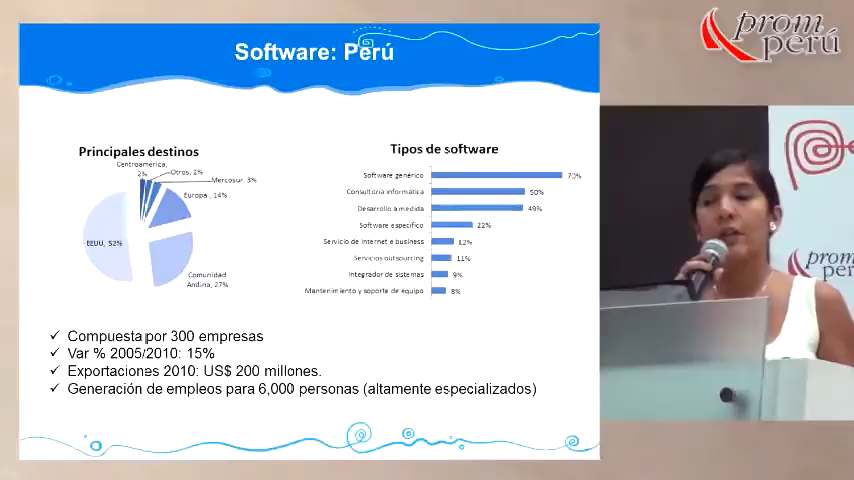 Software: Perú
prom
perú
Principales destinos
Centroamérica,
2%
Otros, 2%
Mercosur, 3%
Europa, 14%
EEUU, 52%
Comunidad
Andina, 27%
Tipos de software
Software genérico 70%
Consultoría informática 50%
Desarrollo a medida 49%
Software específico 22%
Servicio de internet e business 12%
Servicios outsourcing 11%
Integrador de sistemas 9%
Mantenimiento y soporte de equipo 8%
✓ Compuesta por 300 empresas
✓ Var % 2005/2010: 15%
✓ Exportaciones 2010: US$ 200 millones.
✓ Generación de empleos para 6,000 personas (altamente especializados)
prom
perú